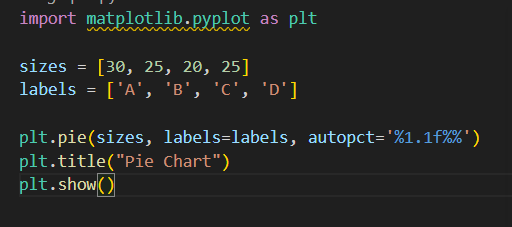 import matplotlib.pyplot as plt
sizes = [30, 25, 20, 25]
labels = ['A', 'B', 'C', 'D']
plt.pie(sizes, labels=labels, autopct='%1.1f%%')
plt.title("Pie Chart")
plt.show()